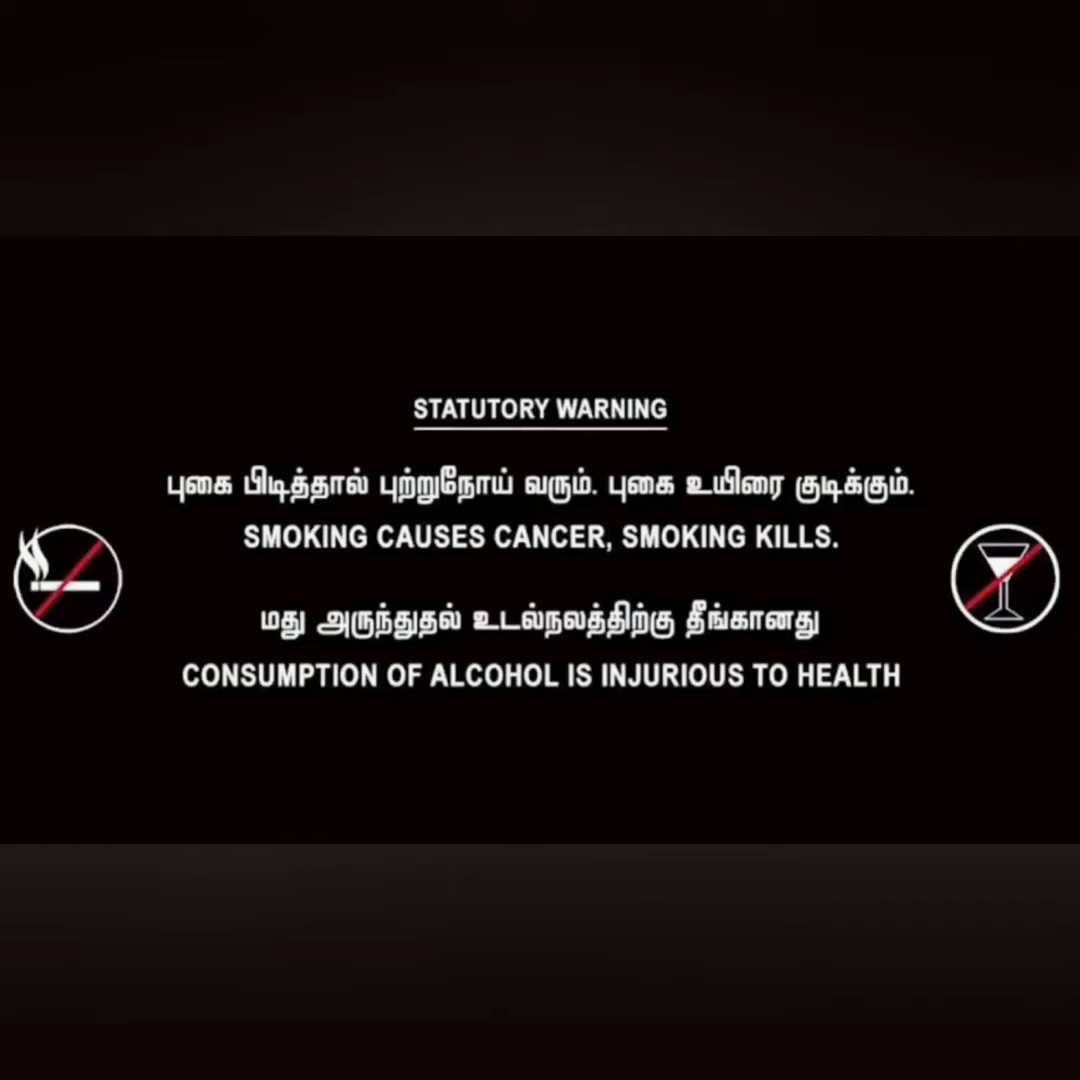 STATUTORY WARNING
புகை பிடித்தால் புற்றுநோய் வரும். புகை உயிரை குடிக்கும்.
SMOKING CAUSES CANCER, SMOKING KILLS.
மது அருந்துதல் உடல்நலத்திற்கு தீங்கானது
CONSUMPTION OF ALCOHOL IS INJURIOUS TO HEALTH